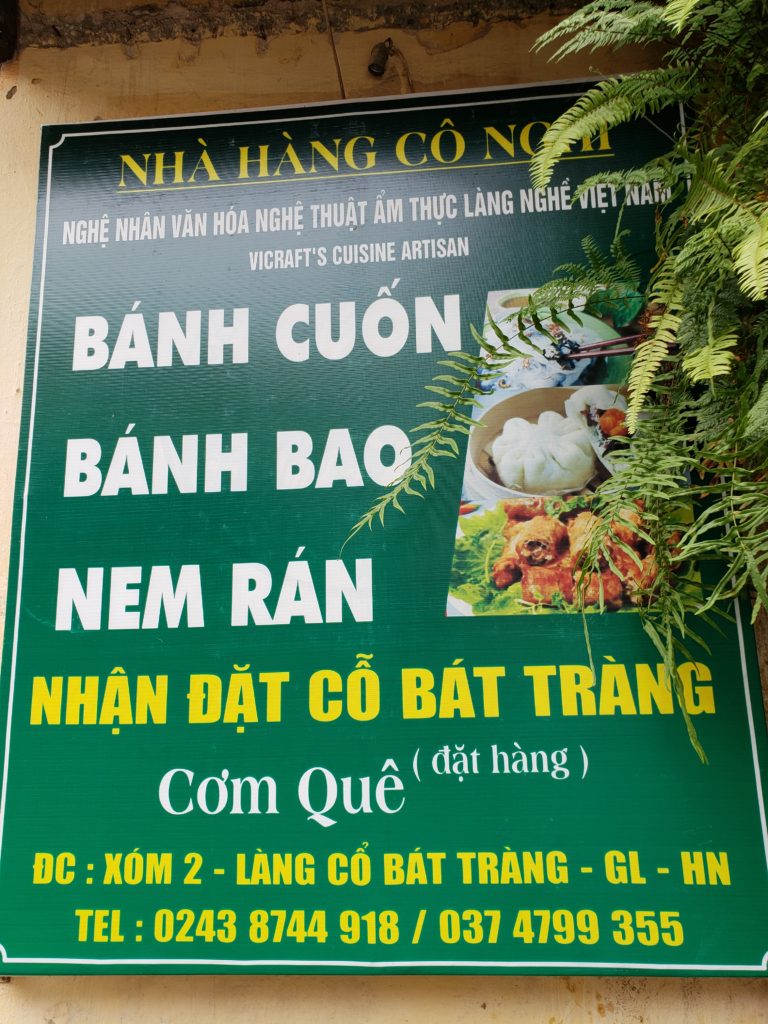 NHÀ HÀNG CÔ
NGHỆ NHÂN VĂN HÓA NGHỆ THUẬT ẨM THỰC LÀNG NGHỀ VIỆT NAM
VICRAFT'S CUISINE ARTISAN
BÁNH CUỐN
BÁNH BAO
NEM RÁN
NHẬN ĐẶT CỖ BÁT TRÀNG
Cơm Quê ( đặt hàng )
ĐC : XÓM 2 - LÀNG CỔ BÁT TRÀNG - GL - HN
TEL : 0243 8744 918 / 037 4799 355